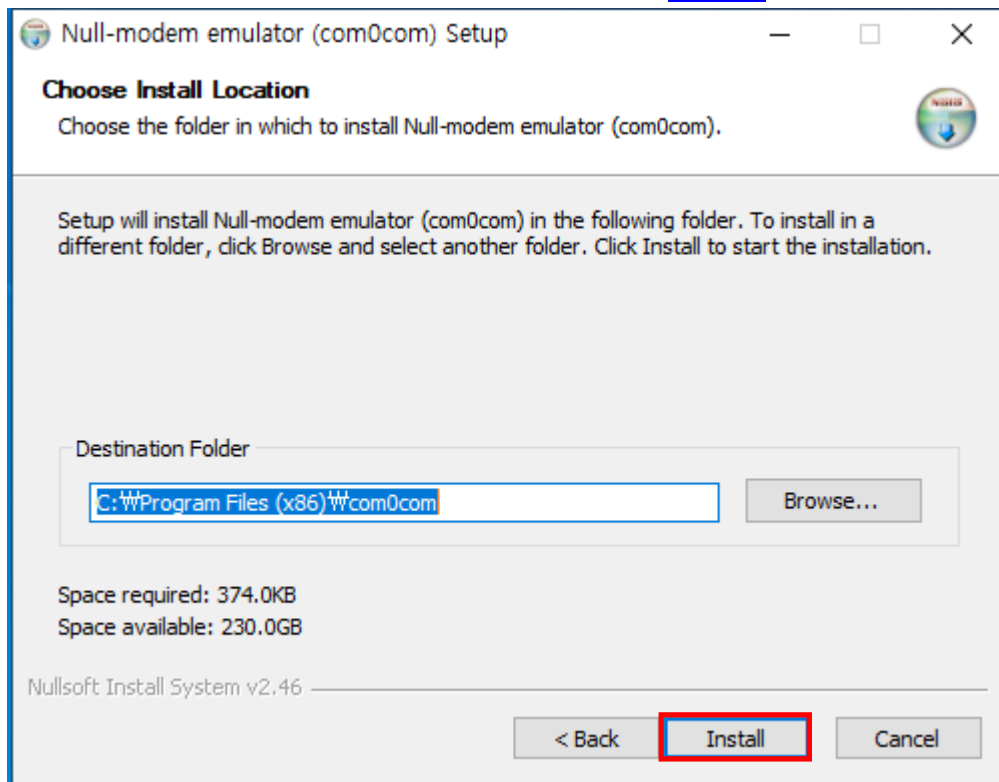 Null-modem emulator (com0com) Setup
Choose Install Location
Choose the folder in which to install Null-modem emulator (com0com).
Setup will install Null-modem emulator (com0com) in the following folder. To install in a
different folder, click Browse and select another folder. Click Install to start the installation.
Destination Folder
C:₩Program Files (x86)₩com0com
Browse...
Space required: 374.0KB
Space available: 230.0GB
Nullsoft Install System v2.46
< Back
Install
Cancel